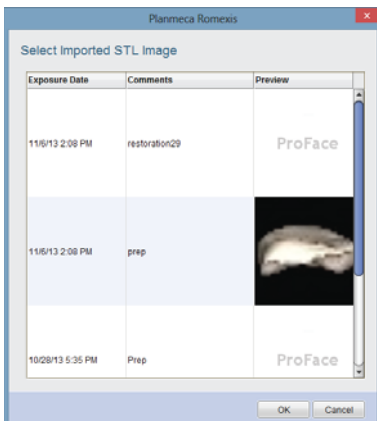 Planmeca Romexis
x
Select Imported STL Image
Exposure Date Comments Preview
11/6/13 2:08 PM restoration29 ProFace
11/6/13 2:08 PM prep
10/28/13 5:35 PM Prep ProFace
OK Cancel